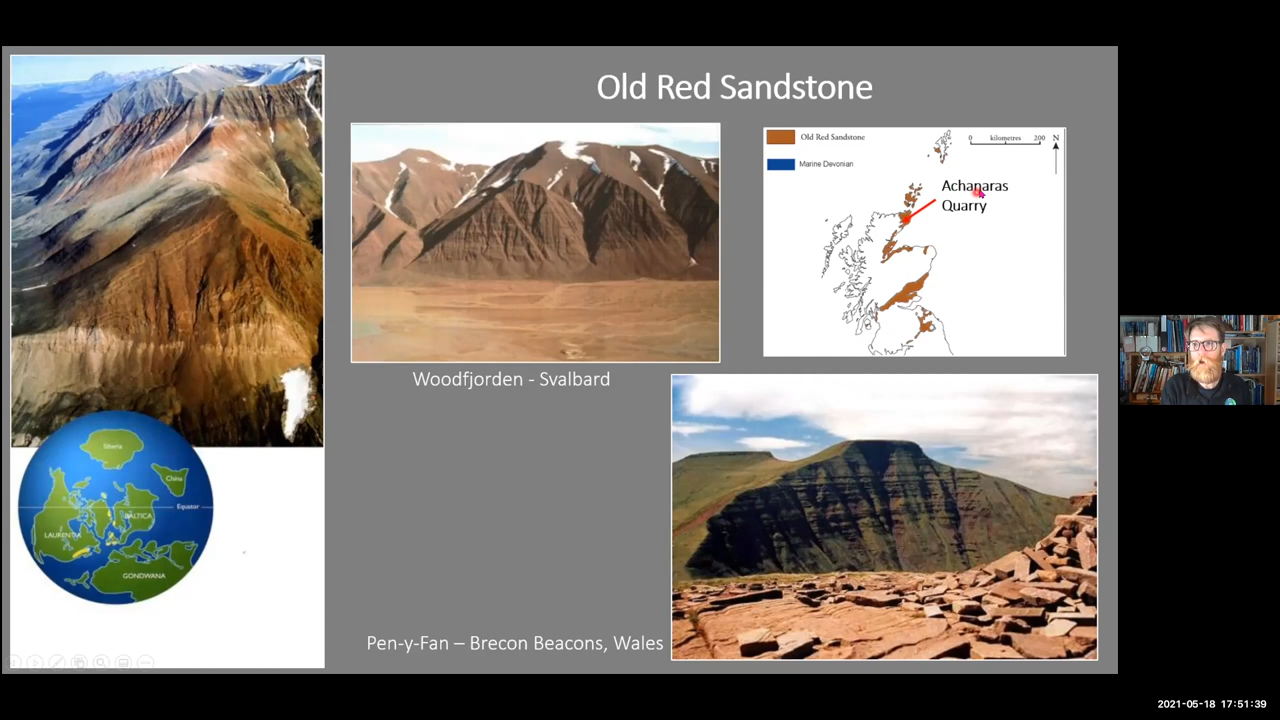 Old Red Sandstone
Old Red Sandstone
0 kilometres 200 N
Marine Devonian
Achanaras
Quarry
Woodfjorden - Svalbard
Siberia
China
Equator
BALTICA
LAURENTIA
GONDWANA
Pen-y-Fan – Brecon Beacons, Wales
2021-05-18 17:51:39